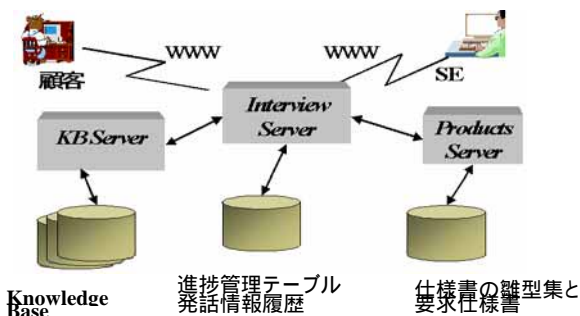 WWW
WWW
顧客
SE
Interview
Server
KB Server
Products
Server
Knowledge
Base
進捗管理テーブル
発話情報履歴
仕様書の雛型集と
要求仕様書